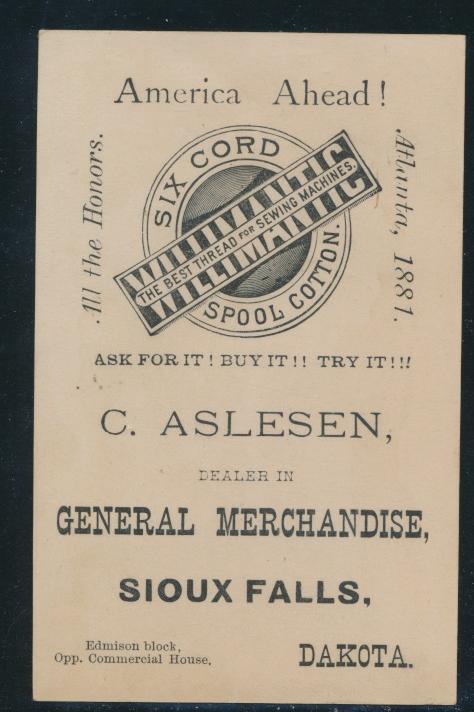 America Ahead!
All the Honors.
Atlanta, 1881.
SIX CORD
WILLIMANTIC
THE BEST THREAD FOR SEWING MACHINES.
WILLIMANTIC
SPOOL COTTON.
ASK FOR IT! BUY IT!! TRY IT!!!
C. ASLESEN,
DEALER IN
GENERAL MERCHANDISE,
SIOUX FALLS,
Edmison block,
Opp. Commercial House.
DAKOTA.